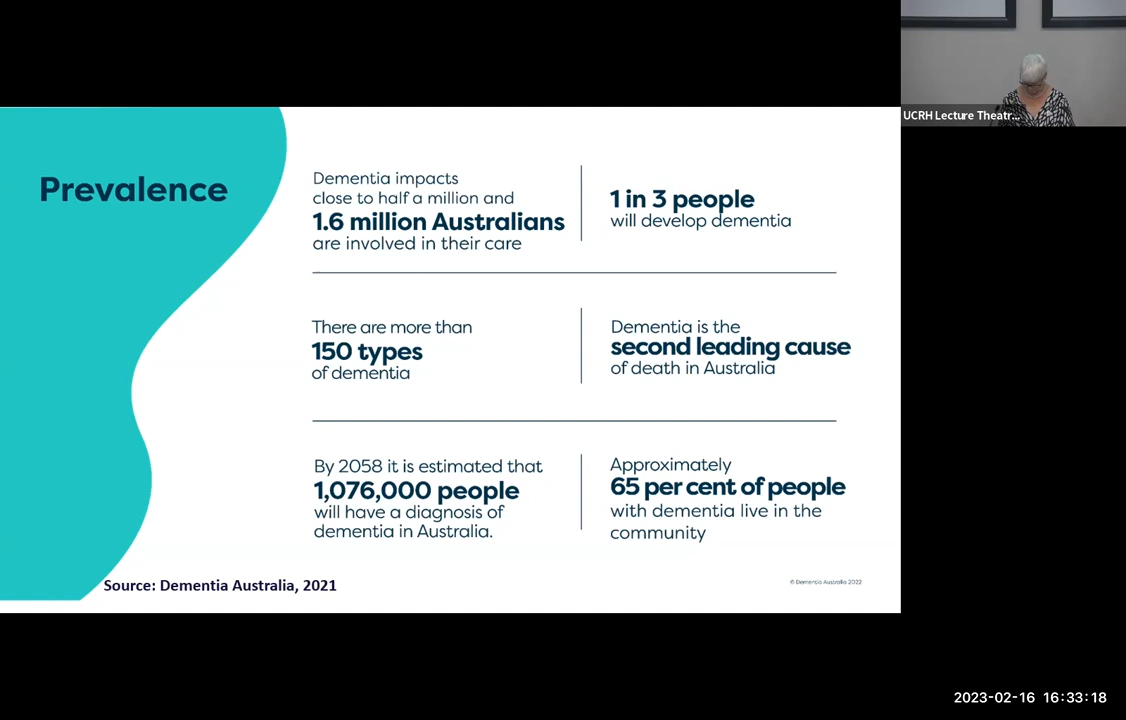 UCRH Lecture Theatr...
Prevalence
Dementia impacts
close to half a million and
1.6 million Australians
are involved in their care
1 in 3 people
will develop dementia
There are more than
150 types
of dementia
Dementia is the
second leading cause
of death in Australia
By 2058 it is estimated that
1,076,000 people
will have a diagnosis of
dementia in Australia.
Approximately
65 per cent of people
with dementia live in the
community
Source: Dementia Australia, 2021
© Dementia Australia 2022
2023-02-16 16:33:18